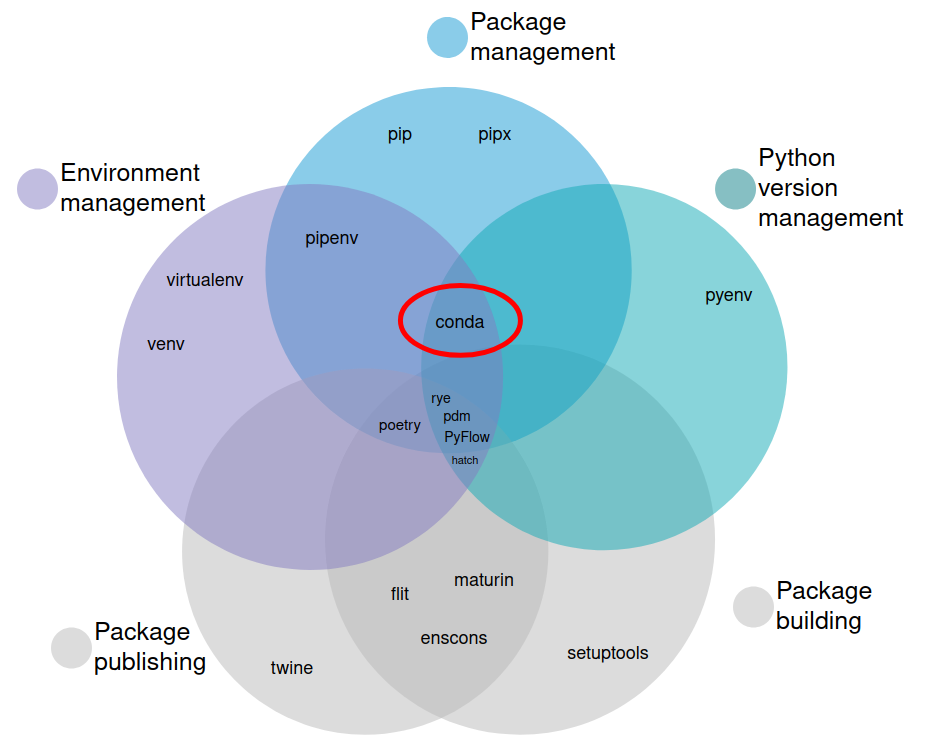 Package
management
Environment
management
Python
version
management
pip
pipx
pipenv
virtualenv
venv
pyenv
conda
rye
pdm
poetry
PyFlow
hatch
flit
maturin
enscons
twine
setuptools
Package
publishing
Package
building